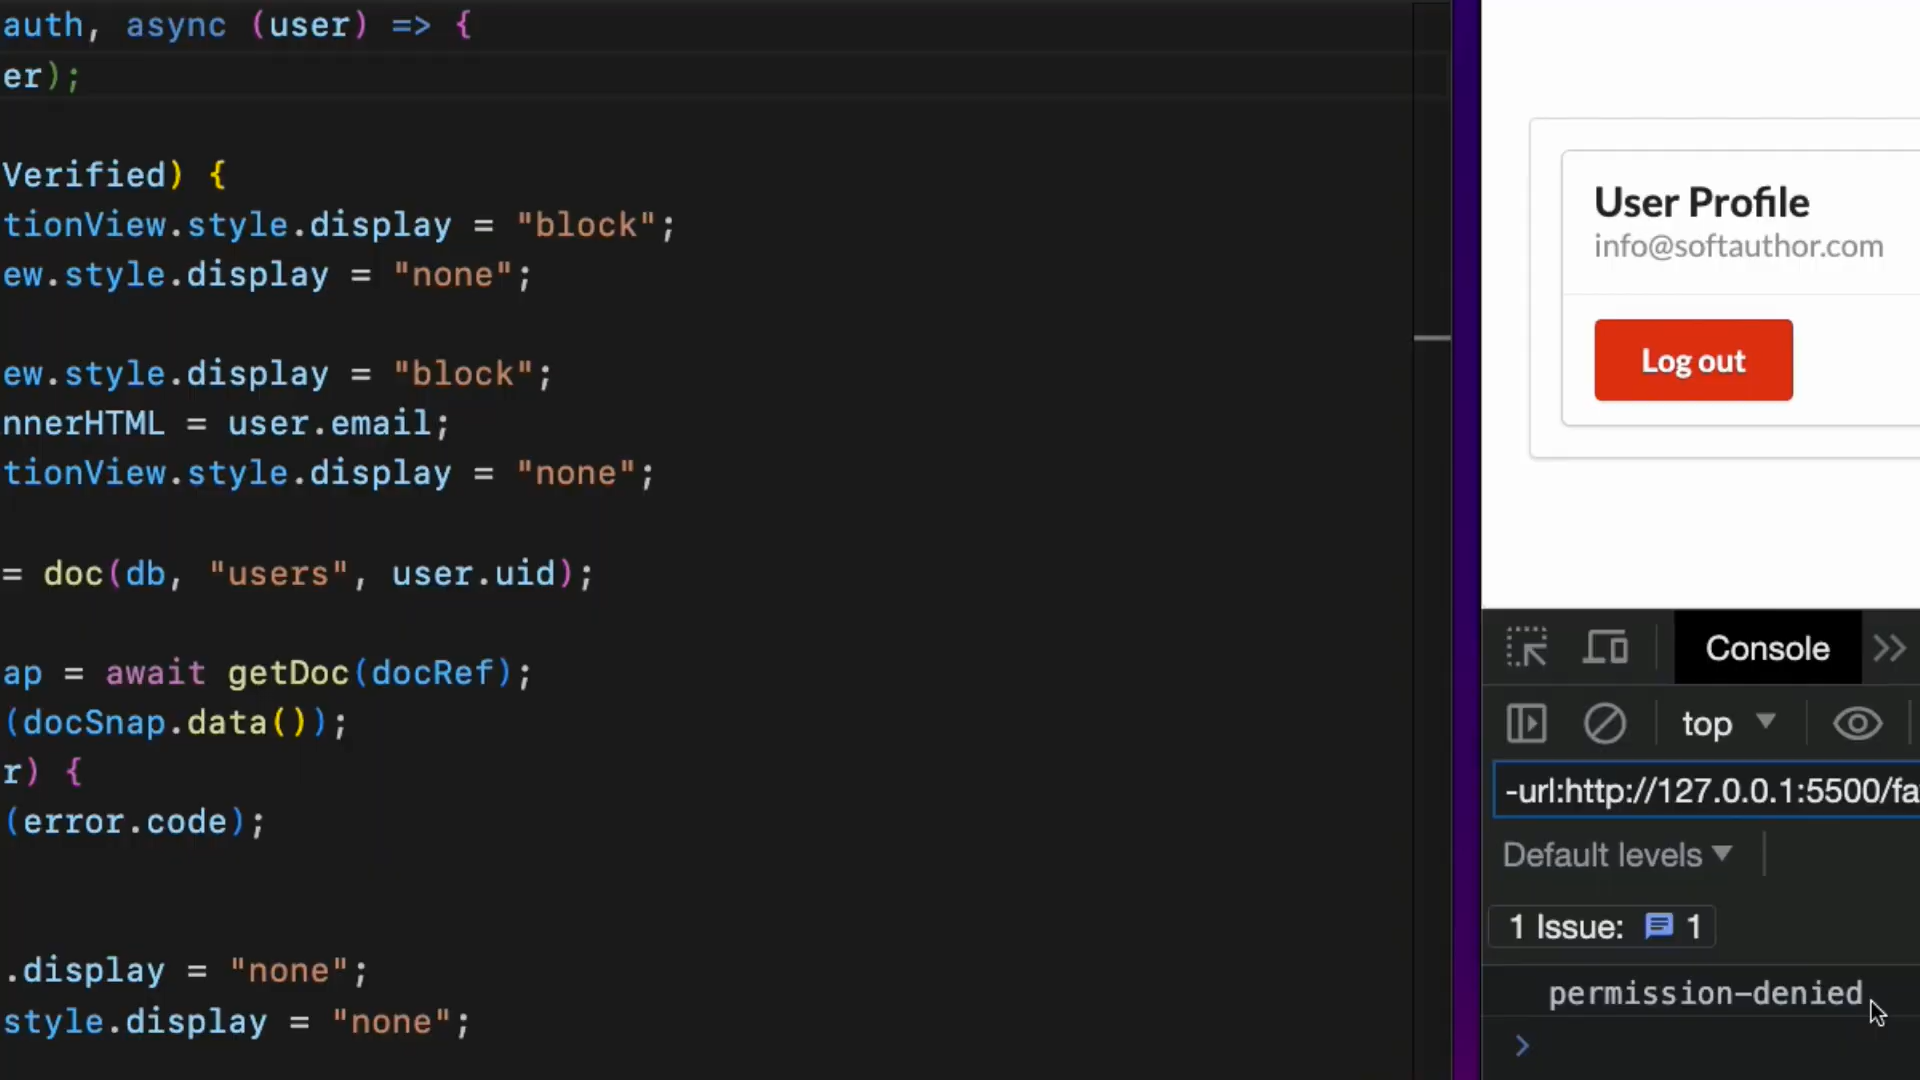 auth, async (user) => {
er);
Verified) {
tionView.style.display = "block";
ew.style.display = "none";
ew.style.display = "block";
nnerHTML = user.email;
tionView.style.display = "none";
= doc(db, "users", user.uid);
ap = await getDoc(docRef);
(docSnap.data());
r) {
(error.code);
.display = "none";
style.display = "none";
User Profile
info@softauthor.com
Log out
Console
top
-url:http://127.0.0.1:5500/fa
Default levels
1 Issue: 1
permission-denied
>